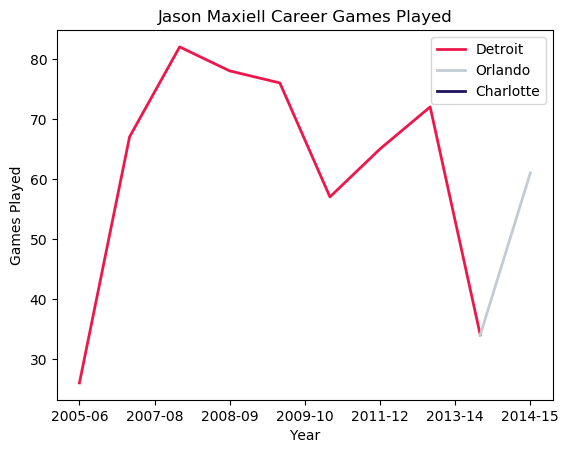 Jason Maxiell Career Games Played
Detroit
Orlando
Charlotte
80
70
60
50
40
30
Games Played
2005-06 2007-08 2008-09 2009-10 2011-12 2013-14 2014-15
Year